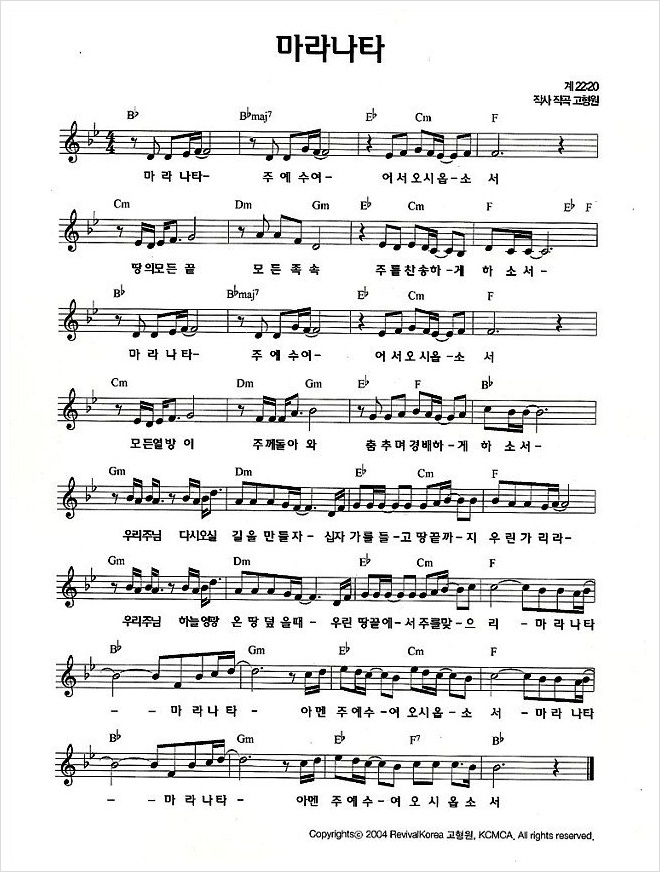 마라나타
계 22:20
작사 작곡 고형원
B♭ B♭maj7 E♭ Cm F
마 라 나 타- 주 예 수 여- 어 서 오 시 옵 - 소 서
Cm Dm Gm E♭ Cm F E♭ F
땅 의 모 든 끝 모 든 족 속 주 를 찬 송 하 - 게 하 소 서 -
B♭ B♭maj7 E♭ Cm F
마 라 나 타- 주 예 수 여- 어 서 오 시 옵 - 소 서
Cm Dm Gm E♭ F B♭
모 든 열 방 이 주 께 돌 아 와 춤 추 며 경 배 하 - 게 하 소 서 -
Gm Dm E♭ Cm E♭ F
우리주님 다시오실 길 을 만 들 자 - 십 자 가 를 들 - 고 땅 끝 까 - 지 우 린 가 리 라 -
Gm Dm E♭ Cm F
우리주님 하늘영광 온 땅 덮 을 때 - 우 린 땅 끝 에 - 서 주 를 맞 - 으 리 - 마 라 나 타
B♭ Gm E♭ Cm F
- - 마 라 나 타 - 아멘 주 예 수 - 여 오 시 옵 - 소 서 - 마 라 나 타
B♭ Gm E♭ F7 B♭
- - 마 라 나 타 - 아멘 주 예 수 - 여 오 시 옵 소 서
Copyrightsⓒ 2004 RevivalKorea 고형원, KCMCA. All rights reserved.